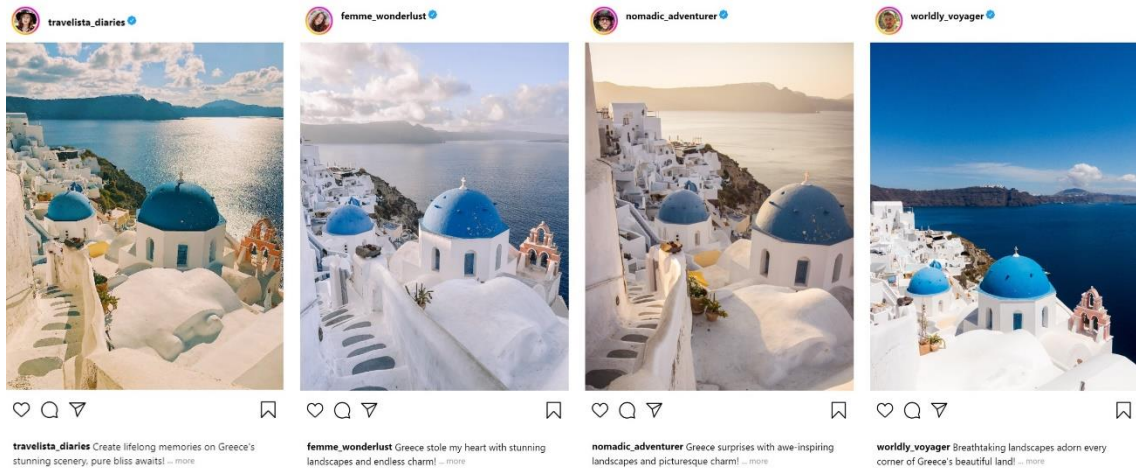 travelista_diaries
femme_wonderlust
nomadic_adventurer
worldly_voyager
travelista_diaries Create lifelong memories on Greece's
stunning scenery, pure bliss awaits! ... more
femme_wonderlust Greece stole my heart with stunning
landscapes and endless charm! ... more
nomadic_adventurer Greece surprises with awe-inspiring
landscapes and picturesque charm! ... more
worldly_voyager Breathtaking landscapes adorn every
corner of Greece's beautiful land! ... more